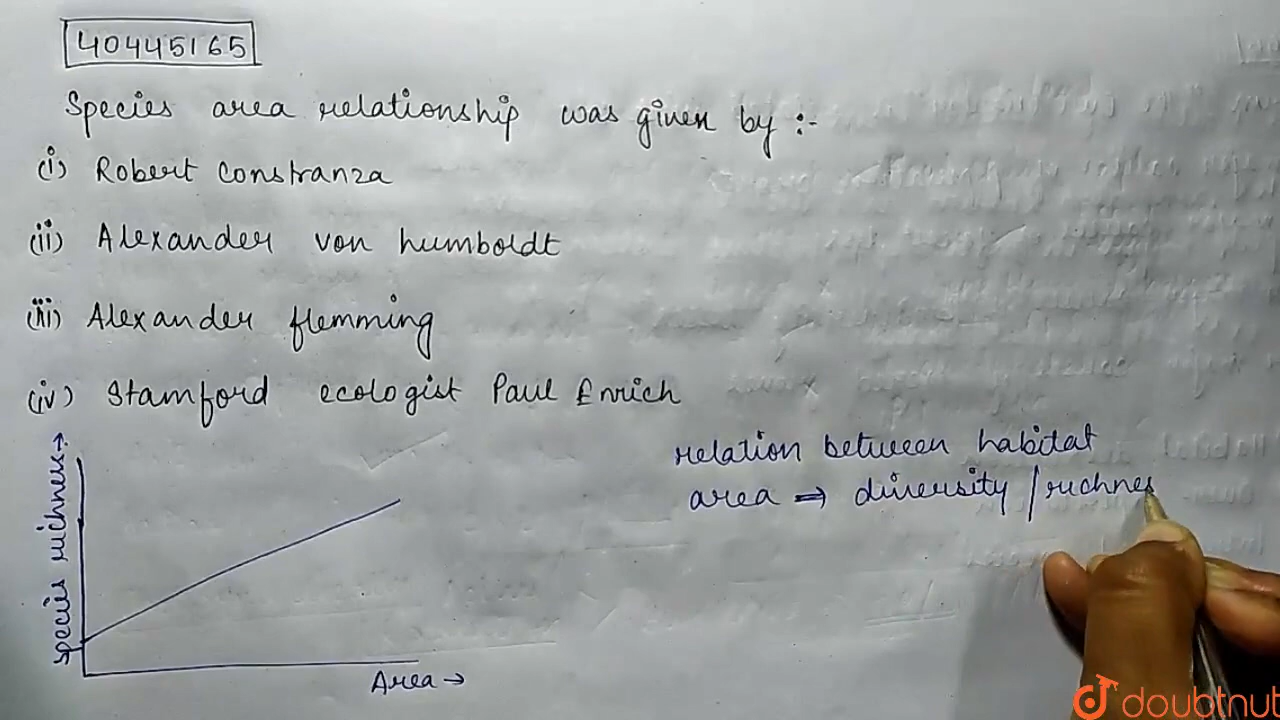 40445165
Species area relationship was given by :-
(i) Robert Constranza
(ii) Alexander von humboldt
(iii) Alexander flemming
(iv) Stamford ecologist Paul Enrich
relation between habitat
area ⇒ diversity / richnes
Species richness →
Area →
doubtnut